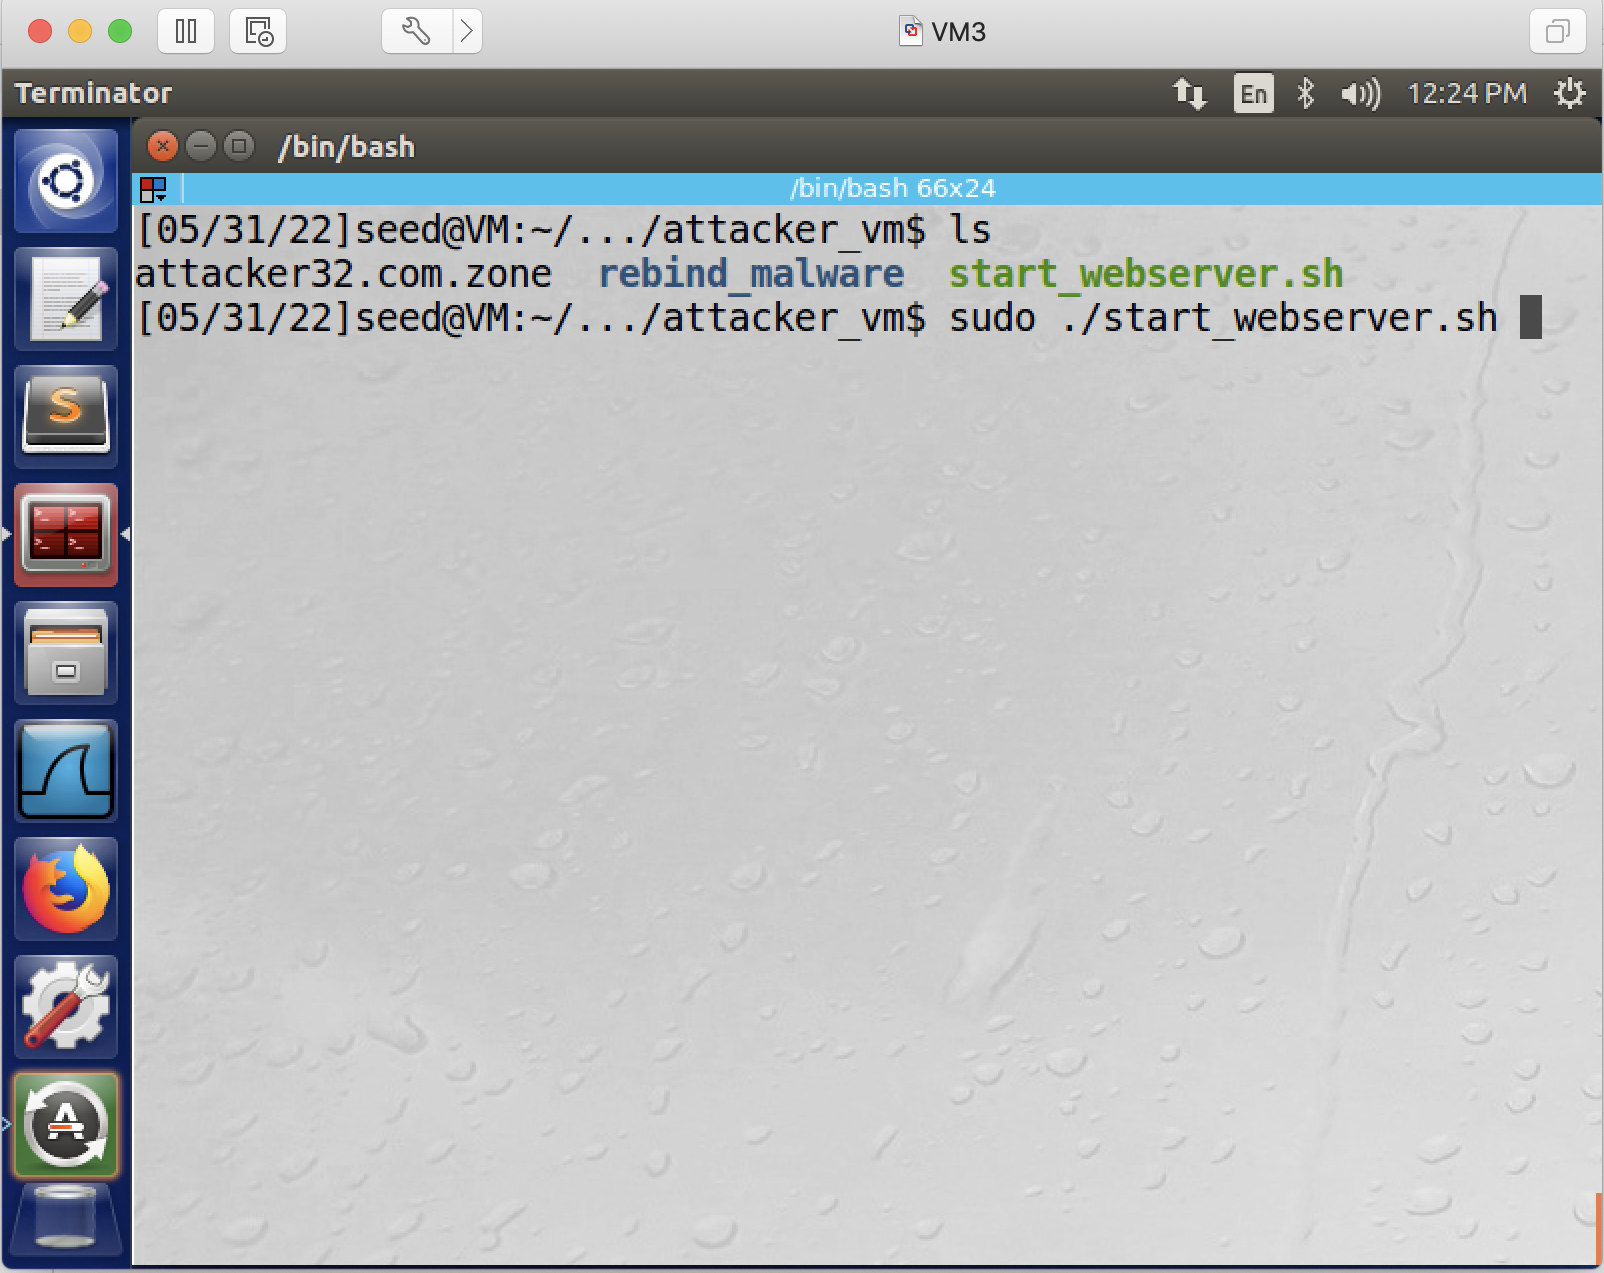 VM3
Terminator
En
12:24 PM
/bin/bash
/bin/bash 66x24
[05/31/22]seed@VM:~/.../attacker_vm$ ls
attacker32.com.zone rebind_malware start_webserver.sh
[05/31/22]seed@VM:~/.../attacker_vm$ sudo ./start_webserver.sh